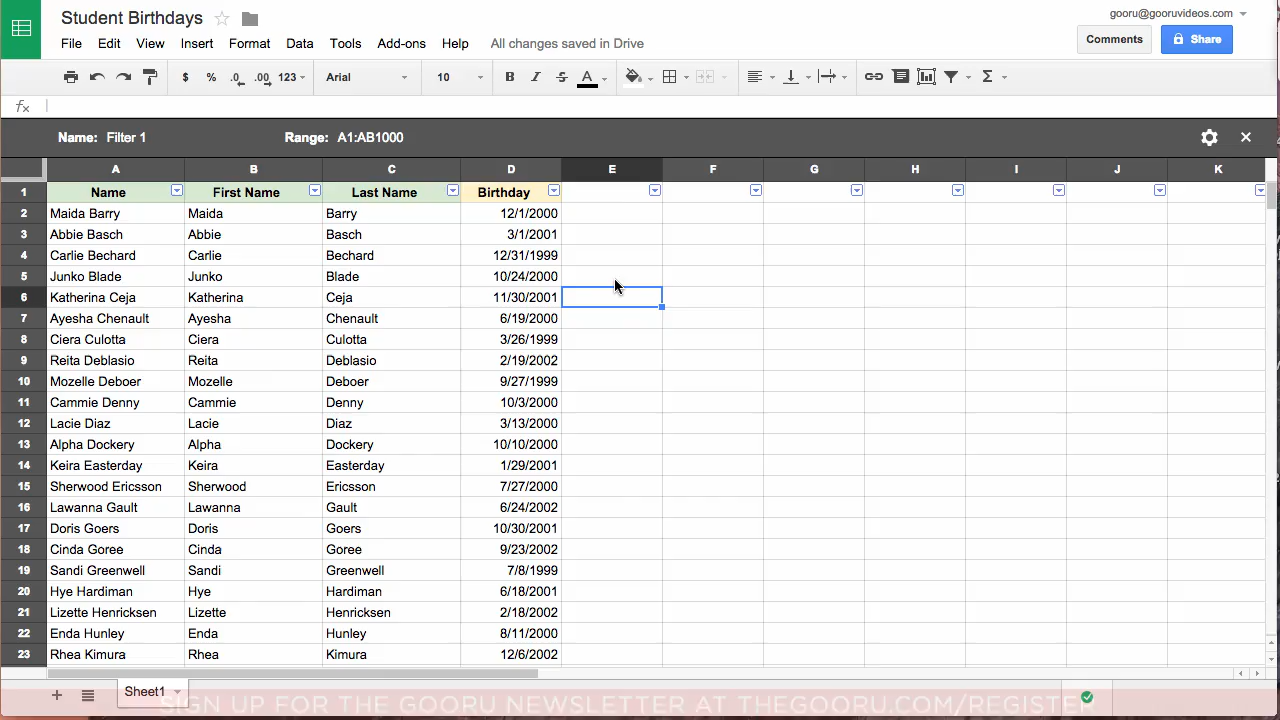 Student Birthdays
gooru@gooruvideos.com
File Edit View Insert Format Data Tools Add-ons Help All changes saved in Drive
Comments Share
$ % .0 .00 123 Arial 10 B I S A Σ
fx
Name: Filter 1 Range: A1:AB1000
A B C D E F G H I J K
1 Name First Name Last Name Birthday
2 Maida Barry Maida Barry 12/1/2000
3 Abbie Basch Abbie Basch 3/1/2001
4 Carlie Bechard Carlie Bechard 12/31/1999
5 Junko Blade Junko Blade 10/24/2000
6 Katherina Ceja Katherina Ceja 11/30/2001
7 Ayesha Chenault Ayesha Chenault 6/19/2000
8 Ciera Culotta Ciera Culotta 3/26/1999
9 Reita Deblasio Reita Deblasio 2/19/2002
10 Mozelle Deboer Mozelle Deboer 9/27/1999
11 Cammie Denny Cammie Denny 10/3/2000
12 Lacie Diaz Lacie Diaz 3/13/2000
13 Alpha Dockery Alpha Dockery 10/10/2000
14 Keira Easterday Keira Easterday 1/29/2001
15 Sherwood Ericsson Sherwood Ericsson 7/27/2000
16 Lawanna Gault Lawanna Gault 6/24/2002
17 Doris Goers Doris Goers 10/30/2001
18 Cinda Goree Cinda Goree 9/23/2002
19 Sandi Greenwell Sandi Greenwell 7/8/1999
20 Hye Hardiman Hye Hardiman 6/18/2001
21 Lizette Henricksen Lizette Henricksen 2/18/2002
22 Enda Hunley Enda Hunley 8/11/2000
23 Rhea Kimura Rhea Kimura 12/6/2002
Sheet1
SIGN UP FOR THE GOORU NEWSLETTER AT THEGOORU.COM/REGISTER